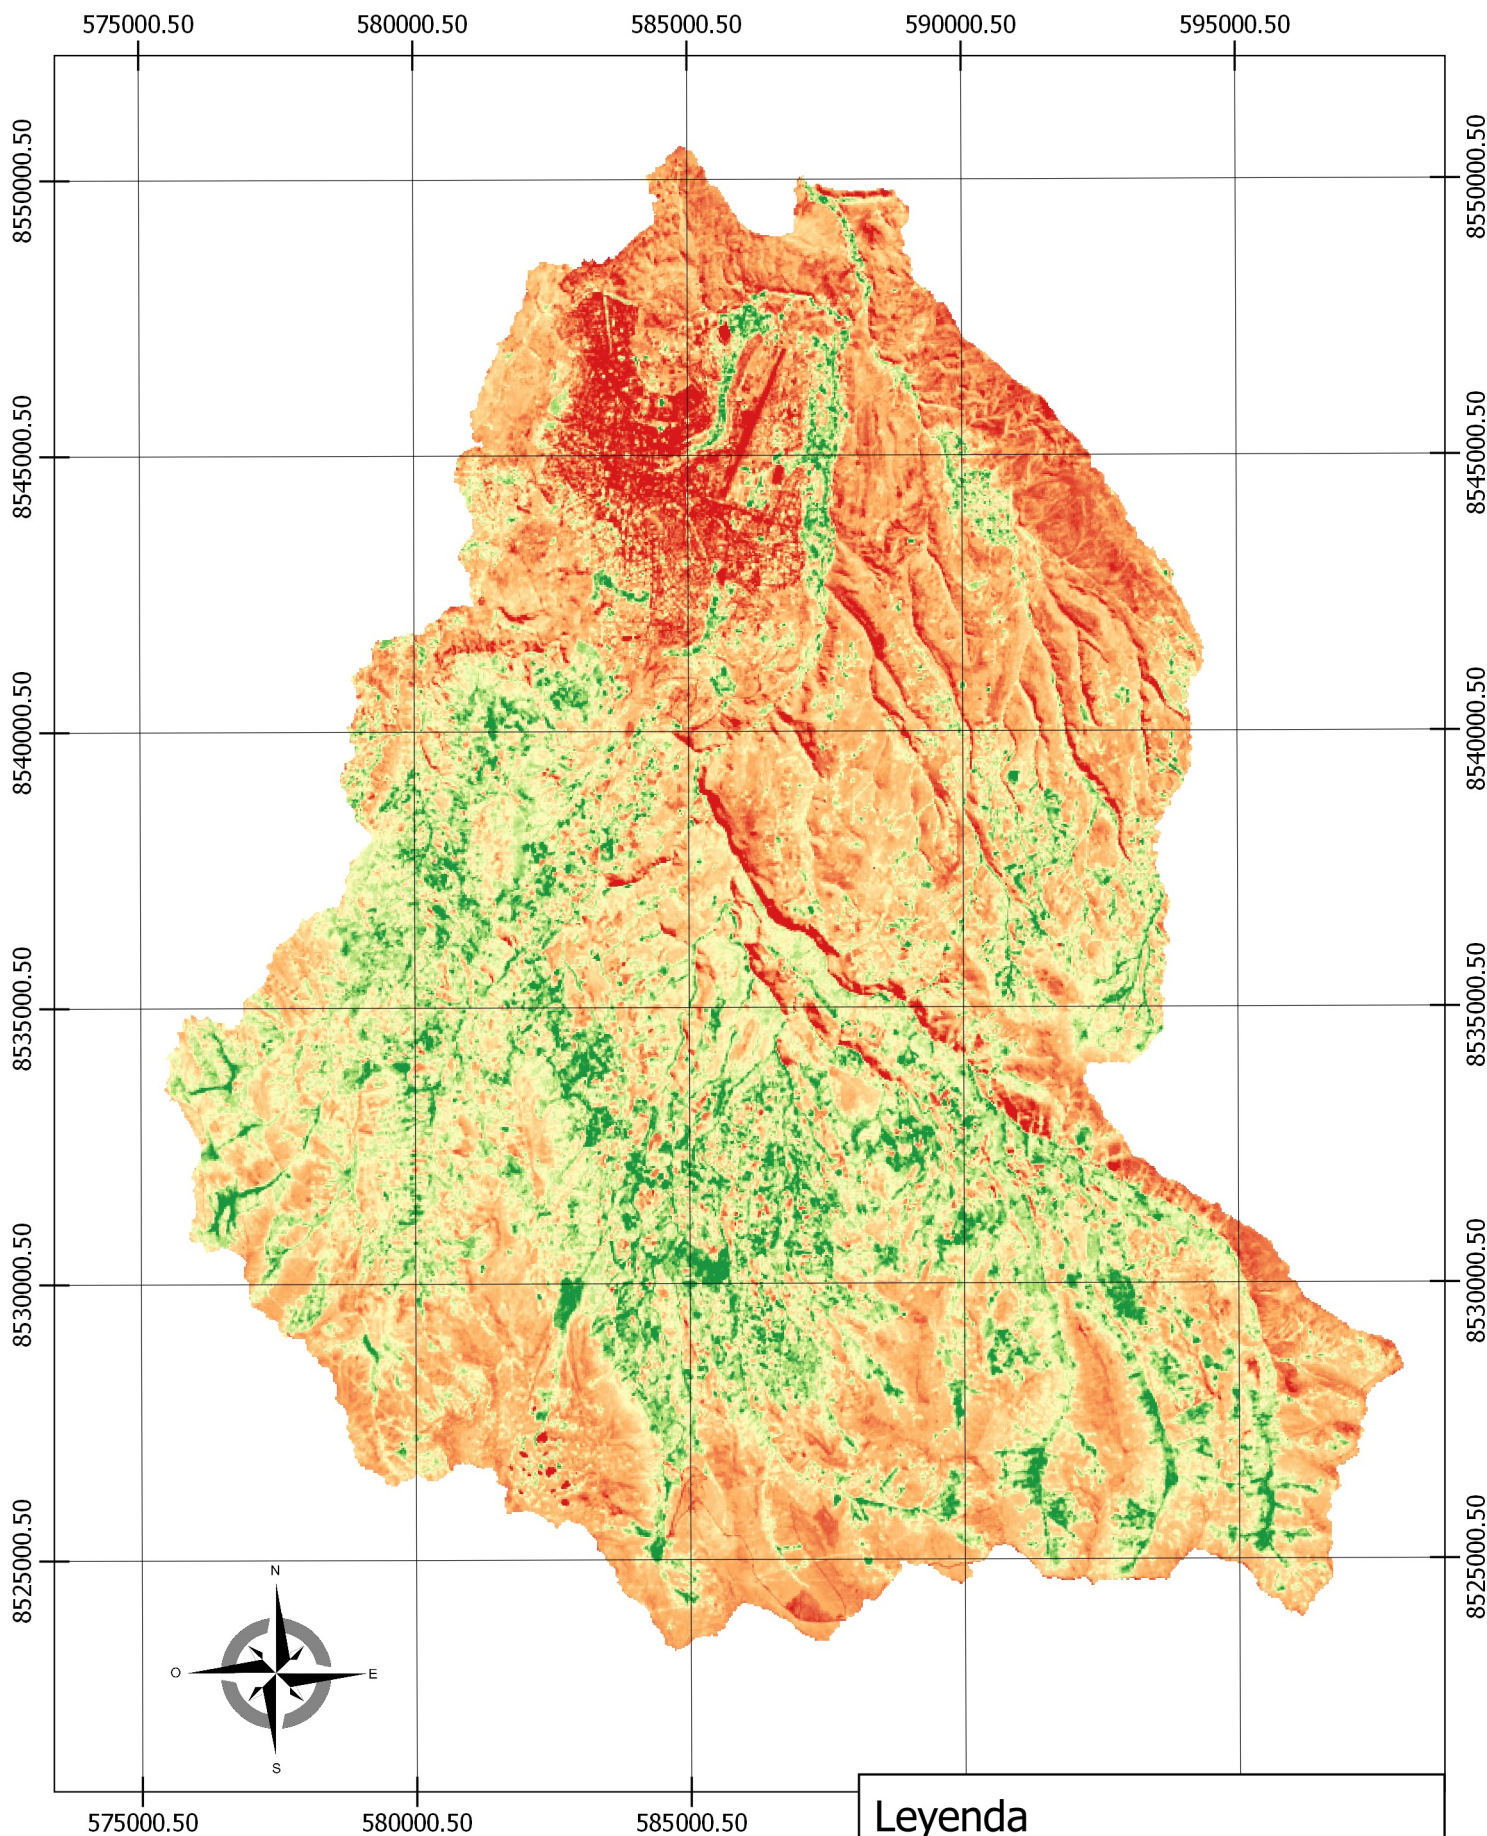 575000.50 580000.50 585000.50 590000.50 595000.50
8550000.50 8550000.50
8545000.50 8545000.50
8540000.50 8540000.50
8535000.50 8535000.50
8530000.50 8530000.50
8525000.50 8525000.50
N
O E
S
575000.50 580000.50 585000.50
Leyenda